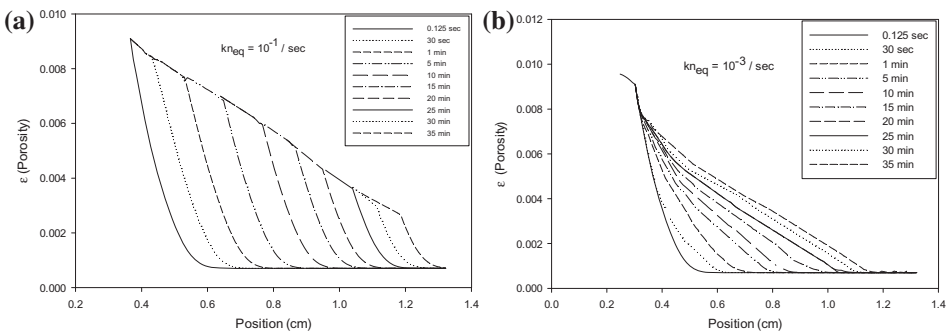 (a)
0.010
0.008
0.006
0.004
0.002
0.000
ε (Porosity)
kn_eq = 10^-1 / sec
0.125 sec
30 sec
1 min
5 min
10 min
15 min
20 min
25 min
30 min
35 min
0.2 0.4 0.6 0.8 1.0 1.2 1.4
Position (cm)
(b)
0.012
0.010
0.008
0.006
0.004
0.002
0.000
ε (Porosity)
kn_eq = 10^-3 / sec
0.125 sec
30 sec
1 min
5 min
10 min
15 min
20 min
25 min
30 min
35 min
0.2 0.4 0.6 0.8 1.0 1.2 1.4
Position (cm)